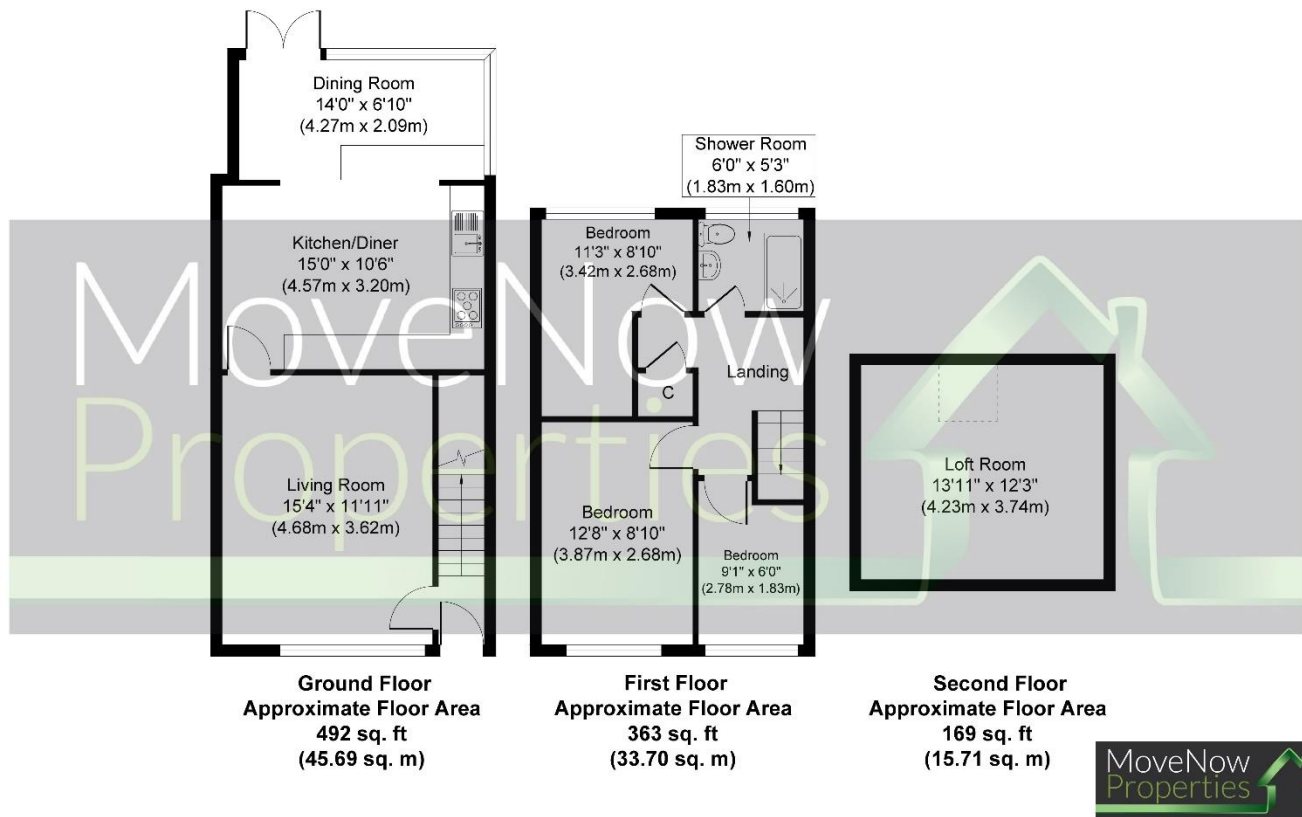 Dining Room
14'0" x 6'10"
(4.27m x 2.09m)
Kitchen/Diner
15'0" x 10'6"
(4.57m x 3.20m)
Living Room
15'4" x 11'11"
(4.68m x 3.62m)
Ground Floor
Approximate Floor Area
492 sq. ft
(45.69 sq. m)
Shower Room
6'0" x 5'3"
(1.83m x 1.60m)
Bedroom
11'3" x 8'10"
(3.42m x 2.68m)
Landing
C
Bedroom
12'8" x 8'10"
(3.87m x 2.68m)
Bedroom
9'1" x 6'0"
(2.78m x 1.83m)
First Floor
Approximate Floor Area
363 sq. ft
(33.70 sq. m)
Loft Room
13'11" x 12'3"
(4.23m x 3.74m)
Second Floor
Approximate Floor Area
169 sq. ft
(15.71 sq. m)
MoveNow
Properties
MoveNow
Properties